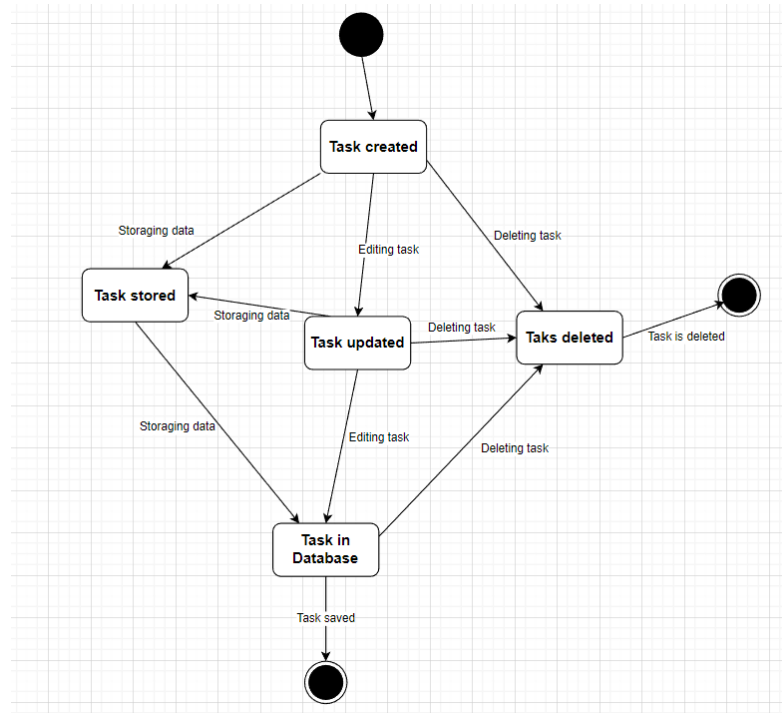 Task created
Storaging data
Deleting task
Editing task
Task stored
Storaging data
Task updated
Deleting task
Taks deleted
Task is deleted
Storaging data
Editing task
Deleting task
Task in
Database
Task saved